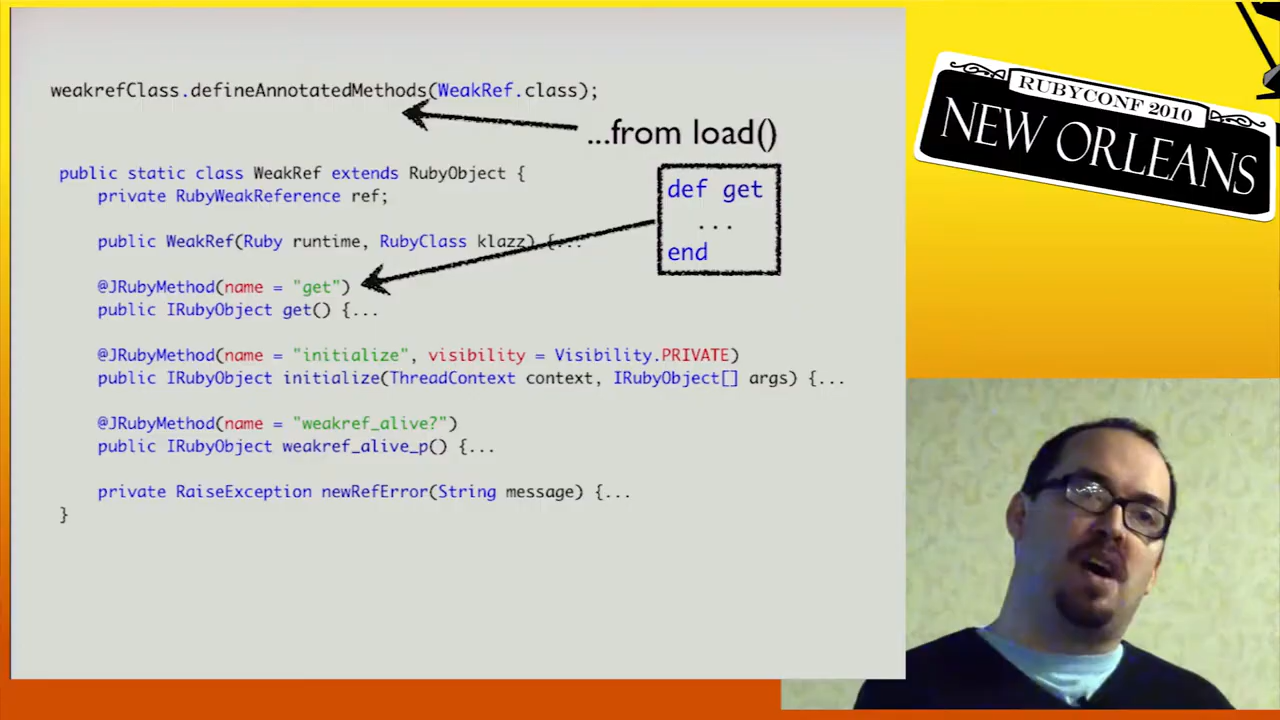 weakrefClass.defineAnnotatedMethods(WeakRef.class);
...from load()
public static class WeakRef extends RubyObject {
private RubyWeakReference ref;
public WeakRef(Ruby runtime, RubyClass klazz) {...
@JRubyMethod(name = "get")
public IRubyObject get() {...
@JRubyMethod(name = "initialize", visibility = Visibility.PRIVATE)
public IRubyObject initialize(ThreadContext context, IRubyObject[] args) {...
@JRubyMethod(name = "weakref_alive?")
public IRubyObject weakref_alive_p() {...
private RaiseException newRefError(String message) {...
}
def get
...
end
RUBYCONF 2010
NEW ORLEANS